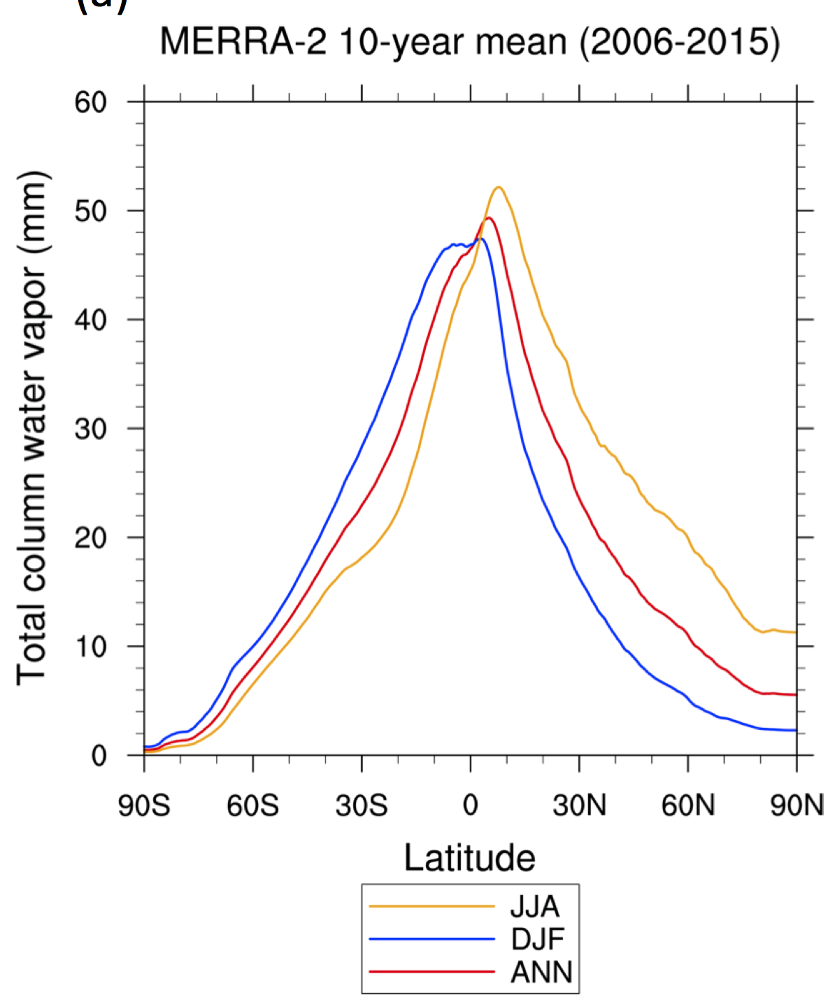 (a)
MERRA-2 10-year mean (2006-2015)
Total column water vapor (mm)
60
50
40
30
20
10
0
90S 60S 30S 0 30N 60N 90N
Latitude
JJA
DJF
ANN